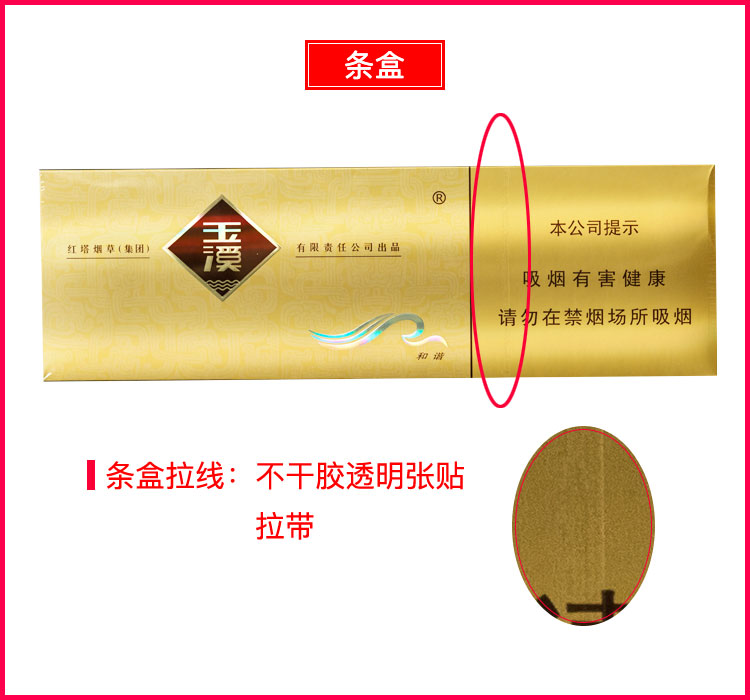 条盒
®
玉溪
红塔烟草(集团)
有限责任公司出品
和谐
本公司提示
吸烟有害健康
请勿在禁烟场所吸烟
条盒拉线：不干胶透明张贴
拉带